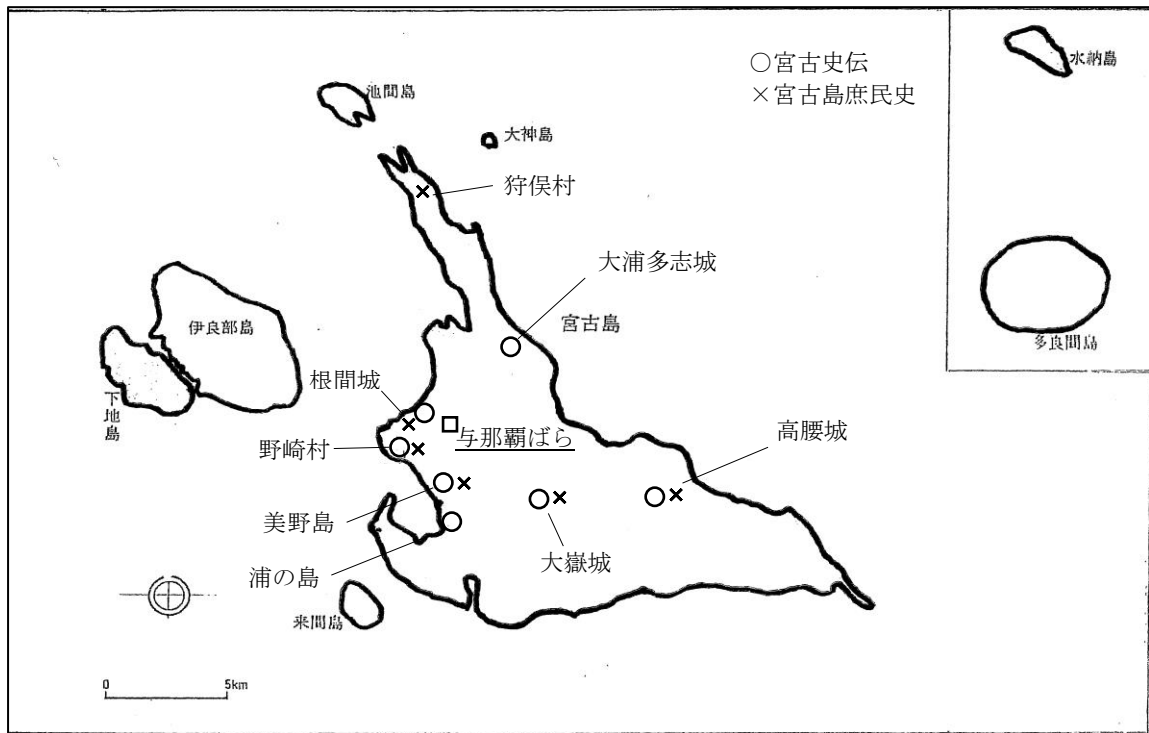 ○宮古史伝
×宮古島庶民史
水納島
池間島
大神島
狩俣村
大浦多志城
宮古島
伊良部島
多良間島
根間城
下地島
与那覇ばら
野崎村
高腰城
美野島
大嶽城
浦の島
来間島
0 5km